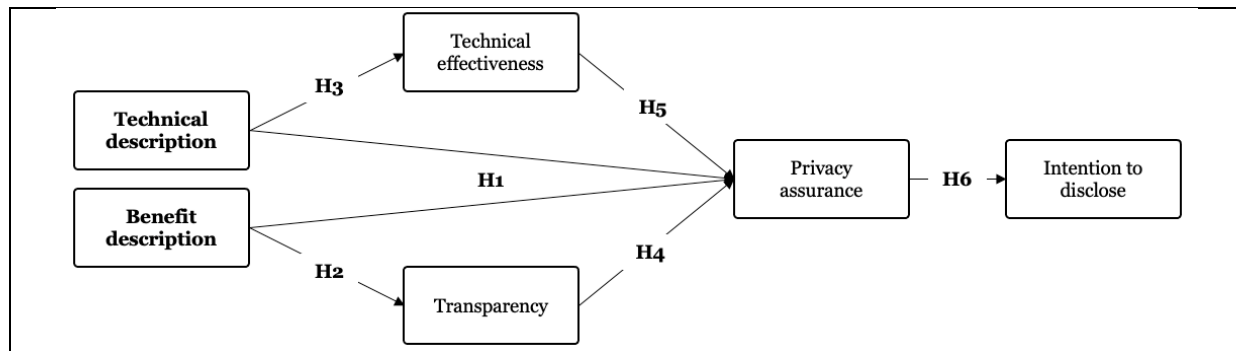 Technical
effectiveness
H3
H5
Technical
description
H1
Privacy
assurance
H6
Intention to
disclose
Benefit
description
H2
H4
Transparency